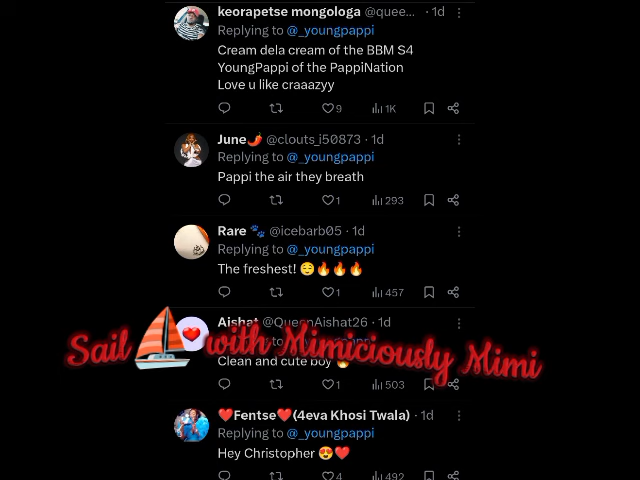 keorapetse mongologa @quee... · 1d
Replying to @_youngpappi
Cream dela cream of the BBM S4
YoungPappi of the PappiNation
Love u like craaazyy
9 1K
June🌶️ @clouts_i50873 · 1d
Replying to @_youngpappi
Pappi the air they breath
1 293
Rare 🐾 @icebarb05 · 1d
Replying to @_youngpappi
The freshest! 😌🔥🔥🔥
1 457
Aishat @QueenAishat26 · 1d
Sail with Mimiciously Mimi
Clean and cute boy
1 503
❤️Fentse❤️(4eva Khosi Twala) · 1d
Replying to @_youngpappi
Hey Christopher 😍❤️
4 492